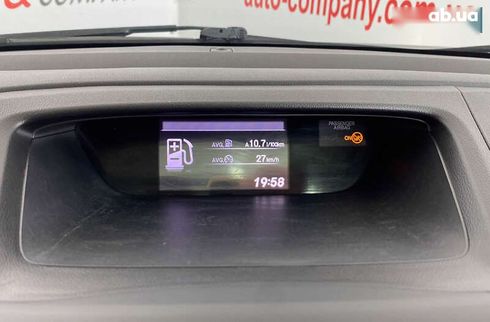 & auto-company.com.ua
ab.ua
PASSENGER
AIRBAG
ON
AVG. A 10.7 l/100km
AVG. 27 km/h
19:58